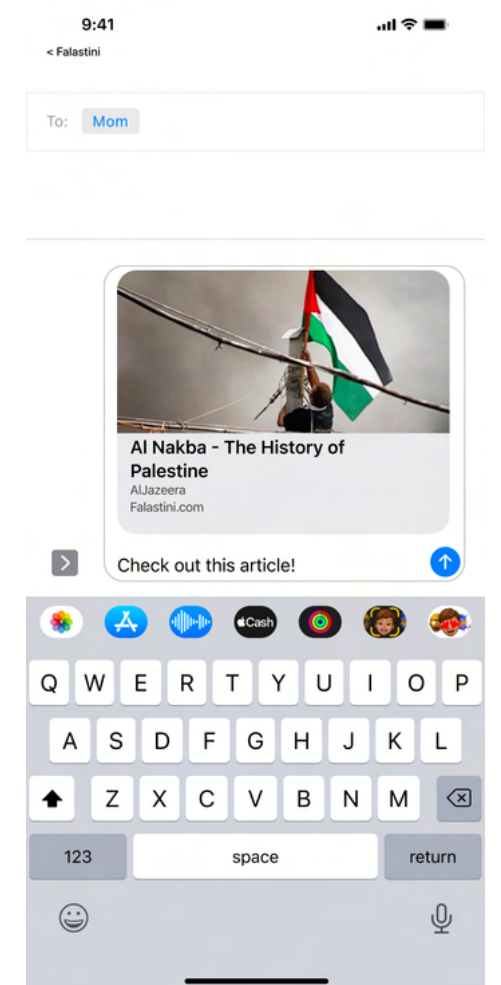 9:41
< Falastini
To: Mom
Al Nakba - The History of
Palestine
AlJazeera
Falastini.com
Check out this article!
Cash
Q W E R T Y U I O P
A S D F G H J K L
Z X C V B N M
123 space return